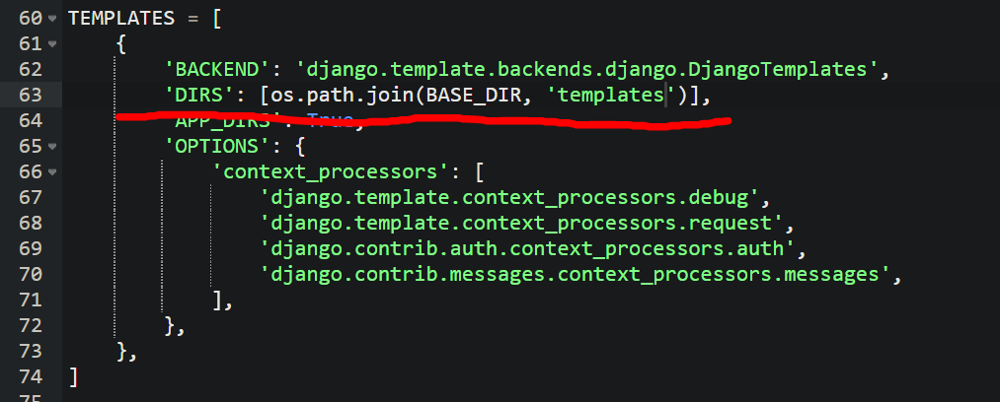 60 TEMPLATES = [
61 {
62 'BACKEND': 'django.template.backends.django.DjangoTemplates',
63 'DIRS': [os.path.join(BASE_DIR, 'templates')],
64 'APP_DIRS': True,
65 'OPTIONS': {
66 'context_processors': [
67 'django.template.context_processors.debug',
68 'django.template.context_processors.request',
69 'django.contrib.auth.context_processors.auth',
70 'django.contrib.messages.context_processors.messages',
71 ],
72 },
73 },
74 ]
75